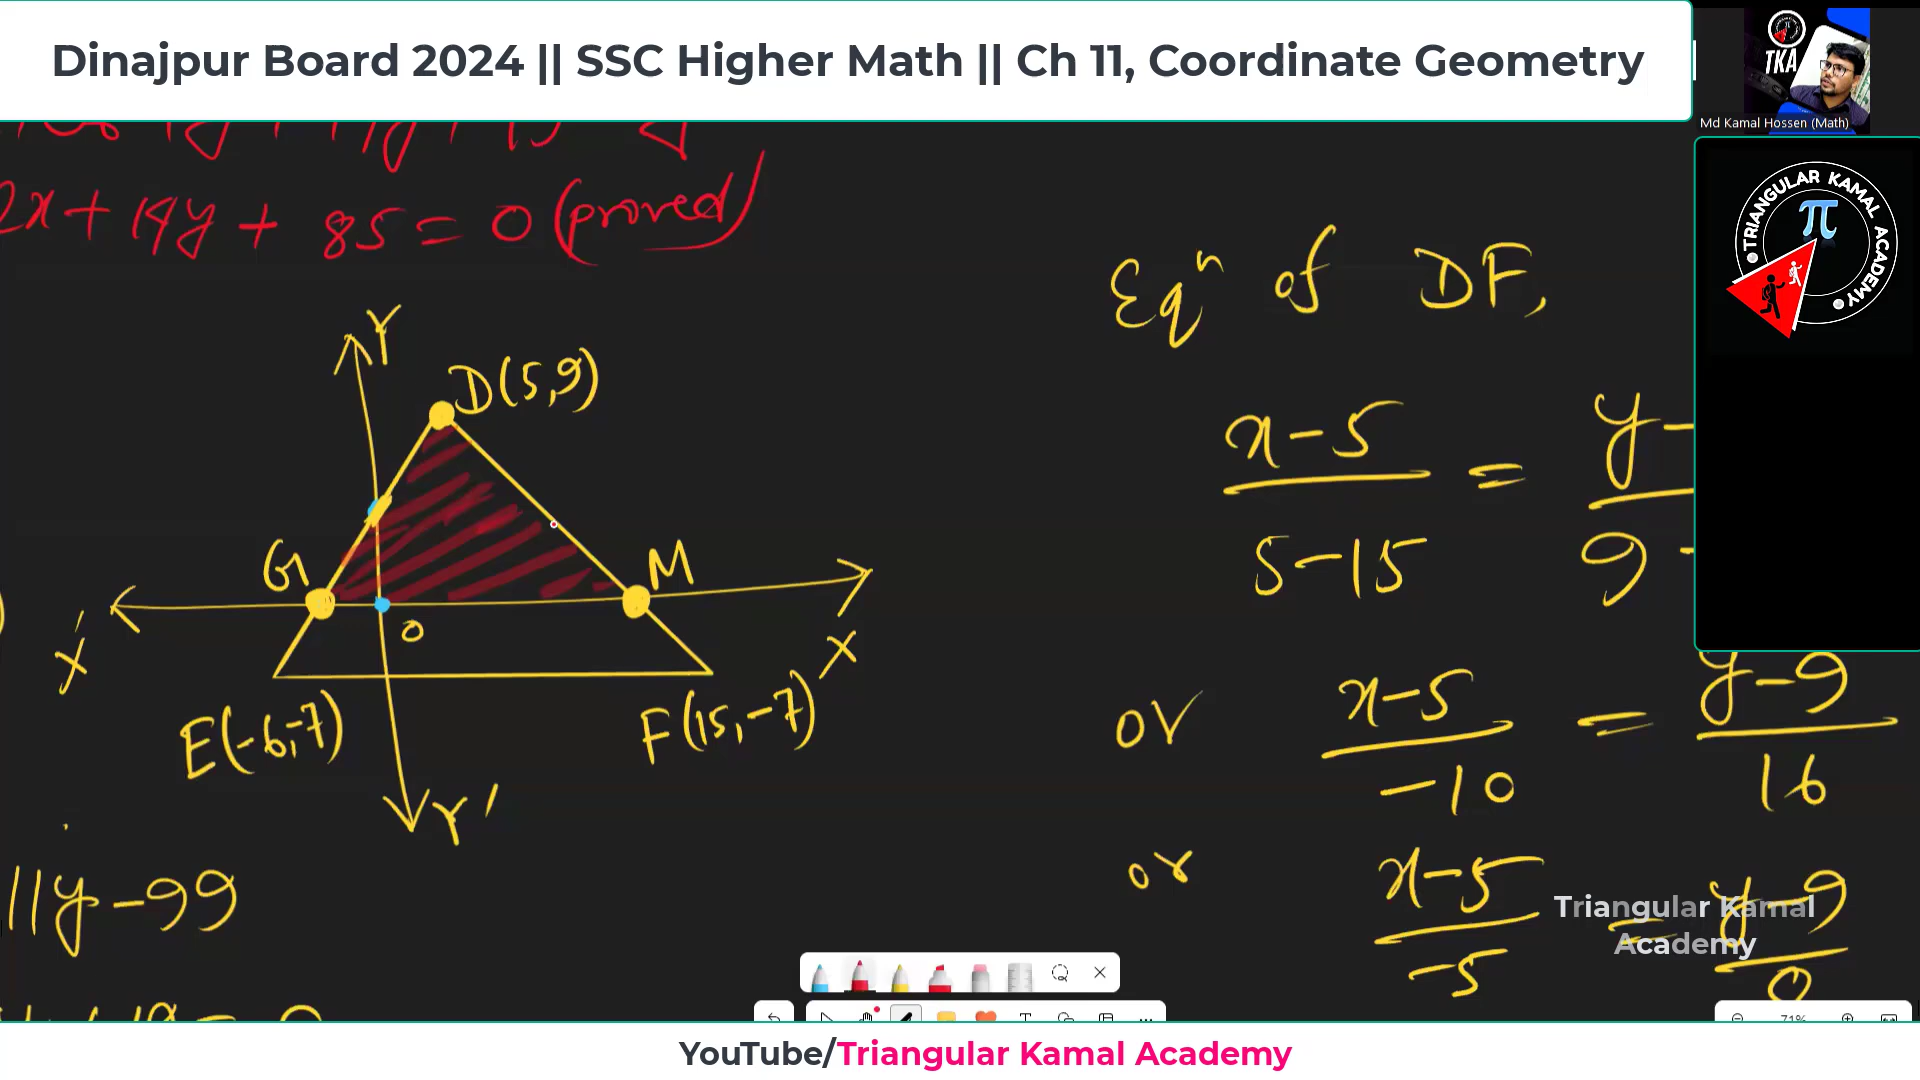 Dinajpur Board 2024 || SSC Higher Math || Ch 11, Coordinate Geometry
TKA
Md Kamal Hossen (Math)
TRIANGULAR KAMAL ACADEMY
π
2x + 14y + 85 = 0 (proved)
Eqⁿ of DF,
Y
D(5,9)
x-5 = y-
5-15 9-
G M
O
X' X
E(-6,-7) F(15,-7)
Y'
or x-5 = y-9
-10 16
or x-5 = y-9
-5
11y-99
Triangular Kamal
Academy
T
71%
YouTube/Triangular Kamal Academy